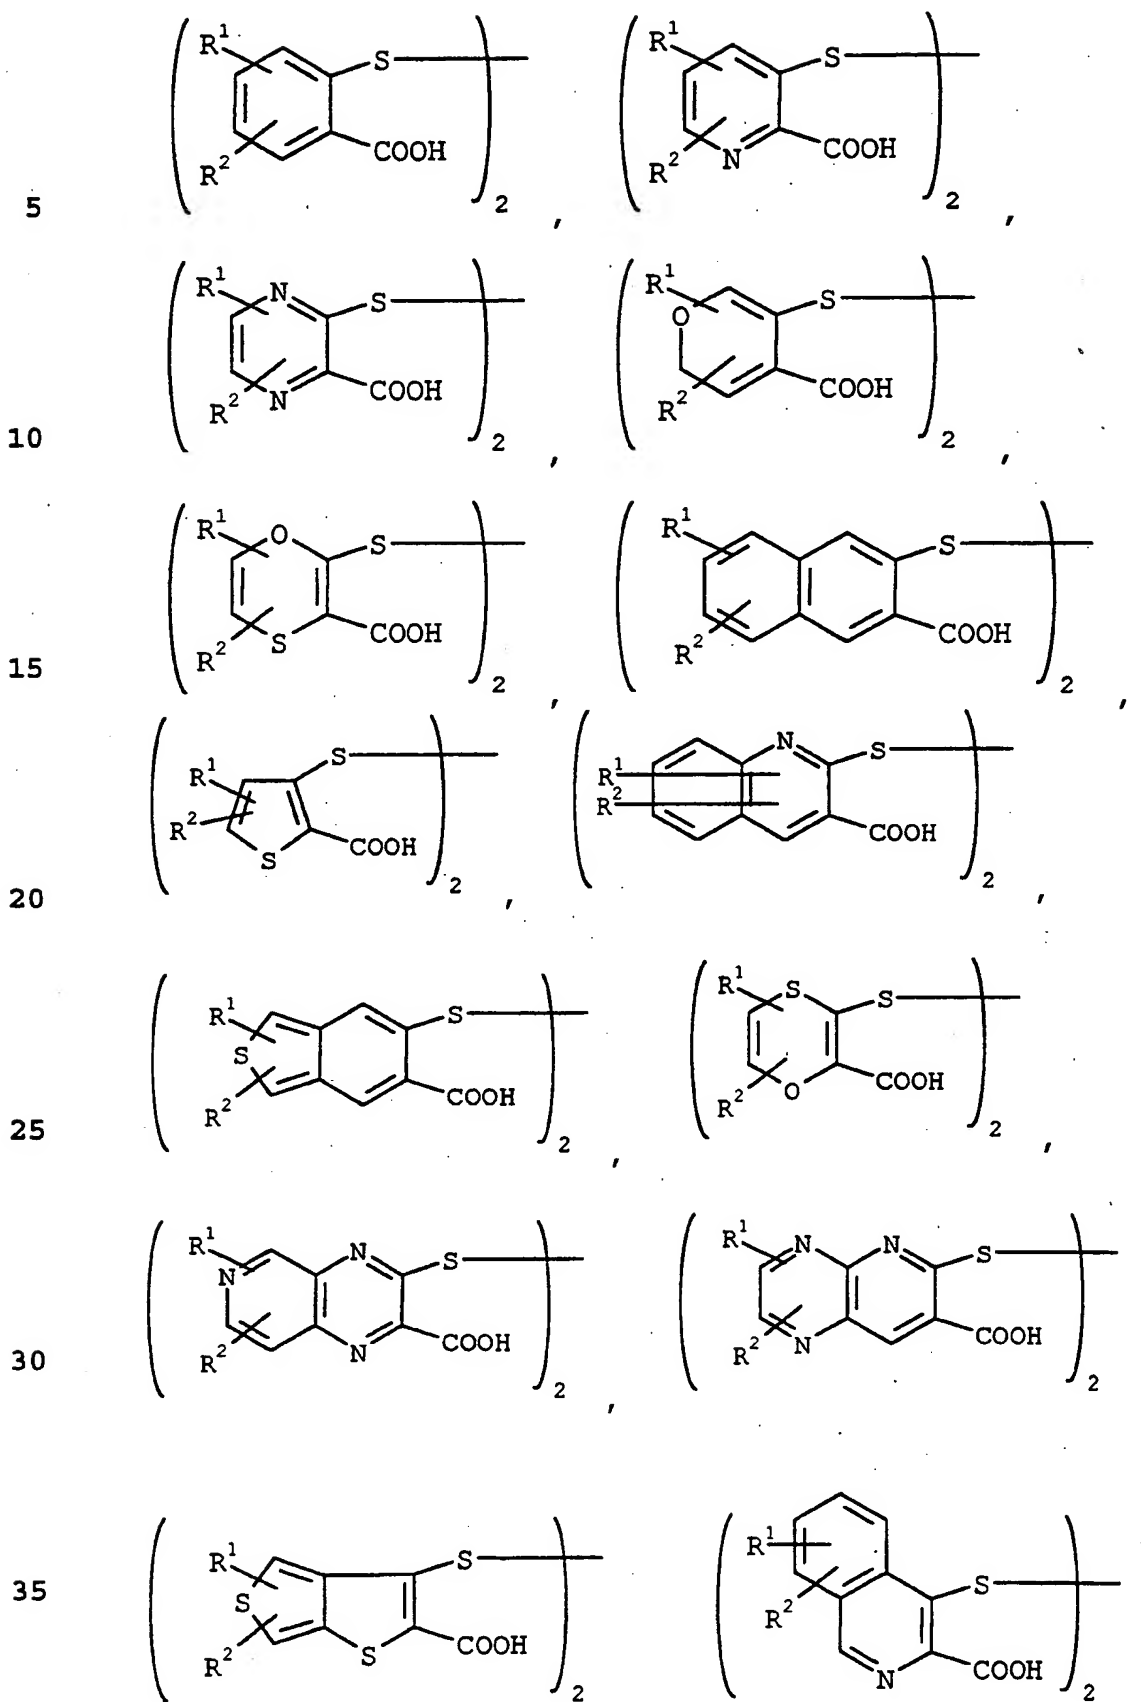 R¹ S R¹ S
COOH COOH
R² R² N
5 2 , 2 ,
R¹ N S R¹ O S
COOH COOH
R² N R²
10 2 , 2 ,
R¹ O S R¹ S
COOH COOH
R² S R²
15 2 , 2 ,
R¹ S R¹ N S
R² COOH R² COOH
S
20 2 , 2 ,
R¹ S S R¹ S S
COOH COOH
R² R² O
25 2 , 2 ,
R¹ N N S R¹ N N S
COOH COOH
R² N R² N
30 2 , 2
R¹ S S R¹ S
35 R²
COOH COOH
R² S N
2 2